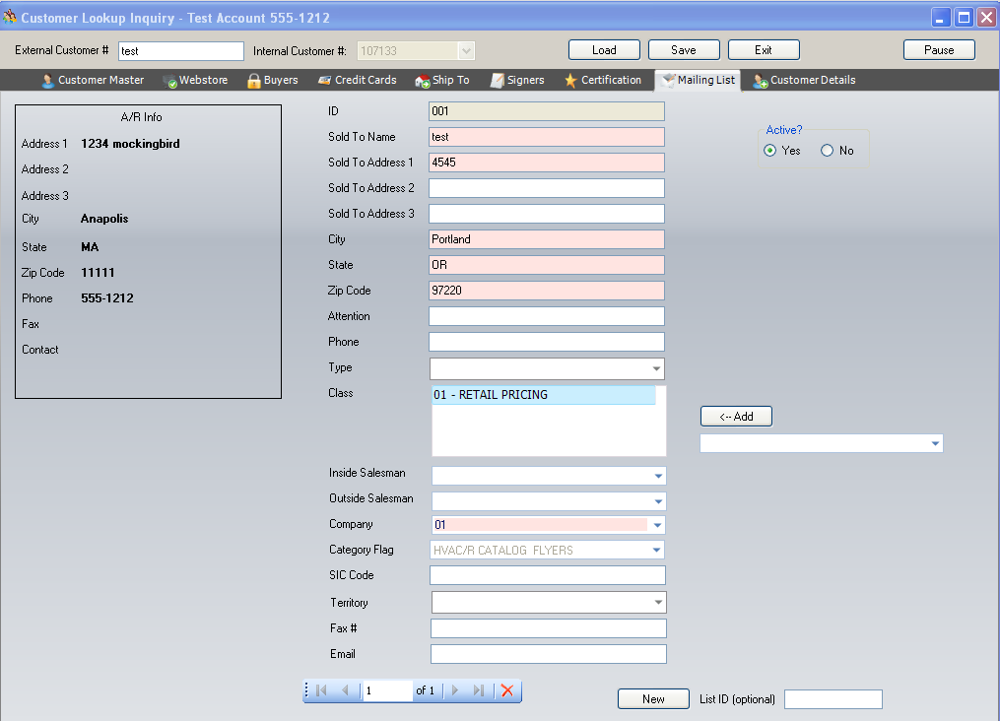 Customer Lookup Inquiry - Test Account 555-1212
External Customer # test Internal Customer #: 107133 Load Save Exit Pause
Customer Master Webstore Buyers Credit Cards Ship To Signers Certification Mailing List Customer Details
A/R Info
Address 1 1234 mockingbird
Address 2
Address 3
City Anapolis
State MA
Zip Code 11111
Phone 555-1212
Fax
Contact
ID 001
Sold To Name test
Sold To Address 1 4545
Sold To Address 2
Sold To Address 3
City Portland
State OR
Zip Code 97220
Attention
Phone
Type
Class 01 - RETAIL PRICING
Inside Salesman
Outside Salesman
Company 01
Category Flag HVAC/R CATALOG FLYERS
SIC Code
Territory
Fax #
Email
Active?
Yes No
<-- Add
1 of 1
New List ID (optional)